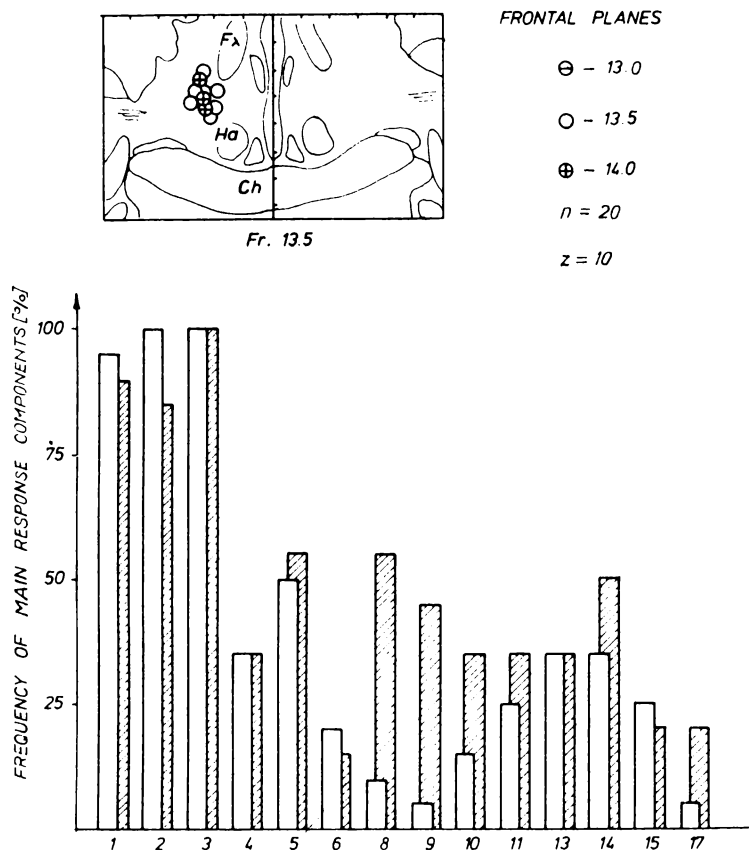 FRONTAL PLANES
Fλ
⊖ – 13.0
○ – 13.5
Ha
⊕ – 14.0
Ch
n = 20
Fr. 13.5
z = 10
FREQUENCY OF MAIN RESPONSE COMPONENTS [%]
100
75
50
25
1 2 3 4 5 6 8 9 10 11 13 14 15 17